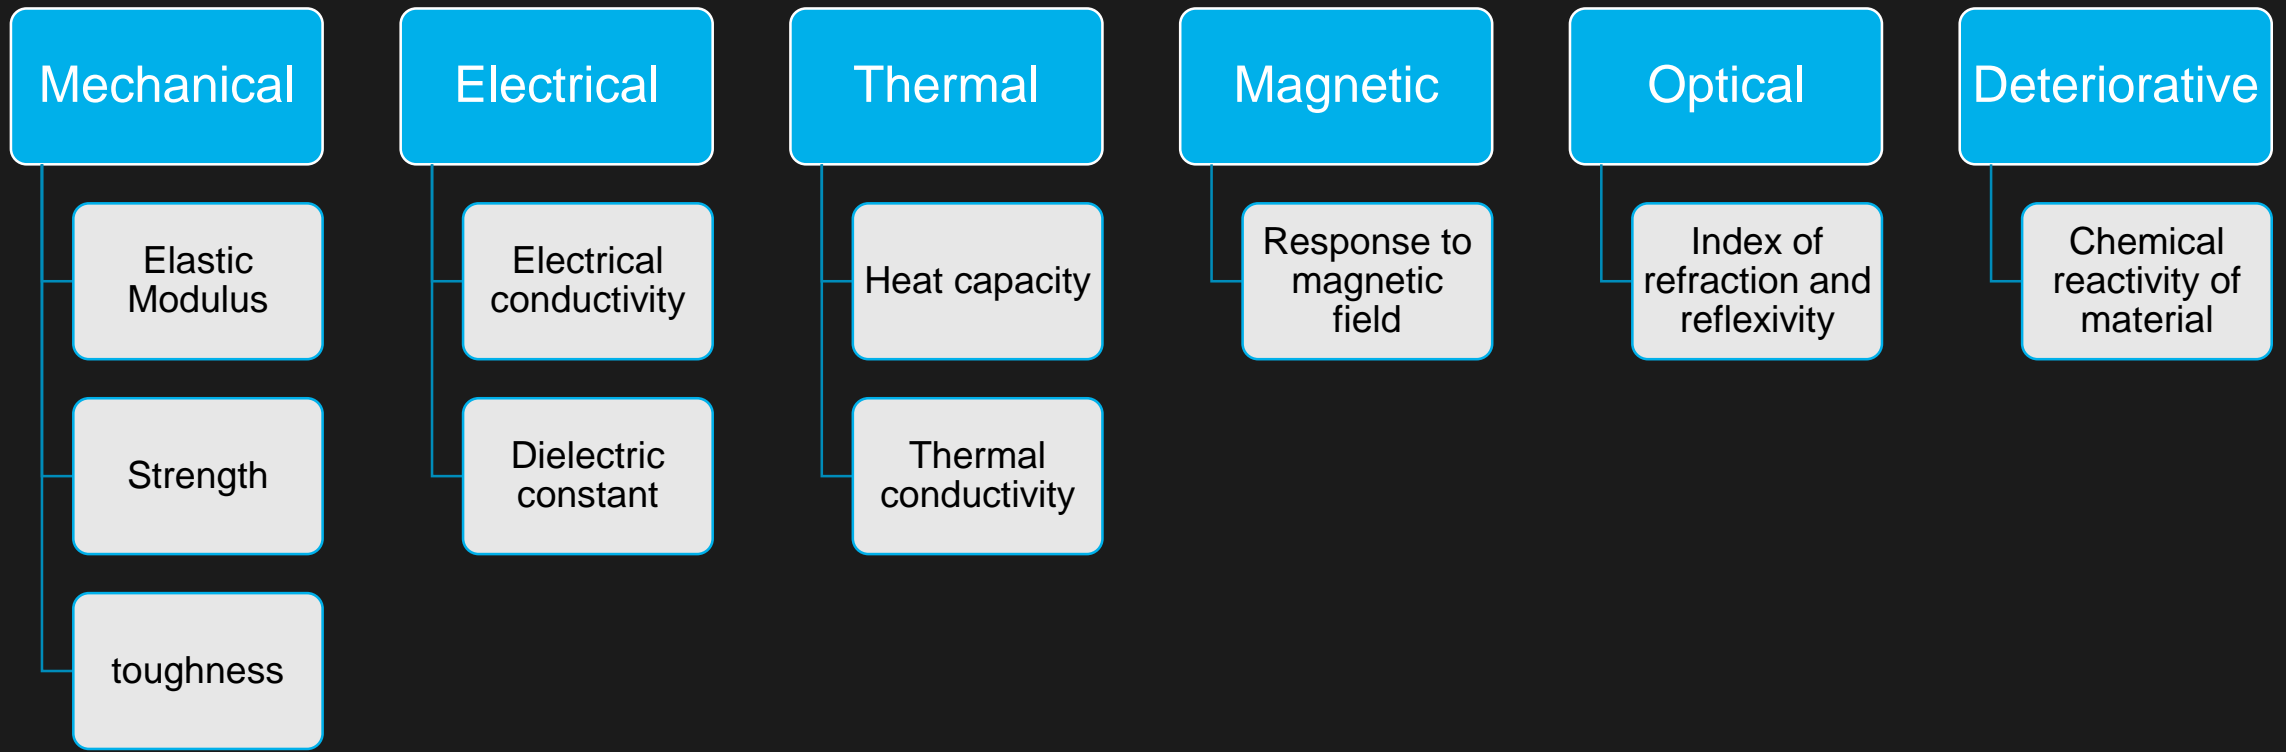 Mechanical
Elastic
Modulus
Strength
toughness
Electrical
Electrical
conductivity
Dielectric
constant
Thermal
Heat capacity
Thermal
conductivity
Magnetic
Response to
magnetic
field
Optical
Index of
refraction and
reflexivity
Deteriorative
Chemical
reactivity of
material